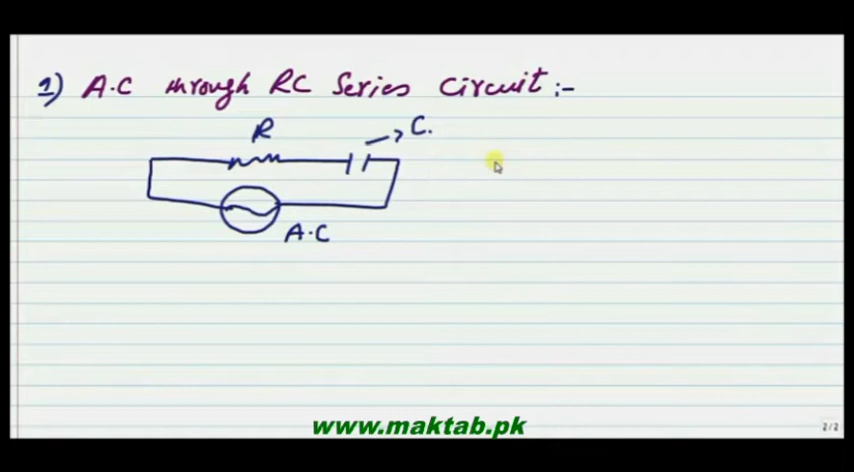 1) A.C through RC Series Circuit :-
R
C.
A.C
www.maktab.pk
2/2